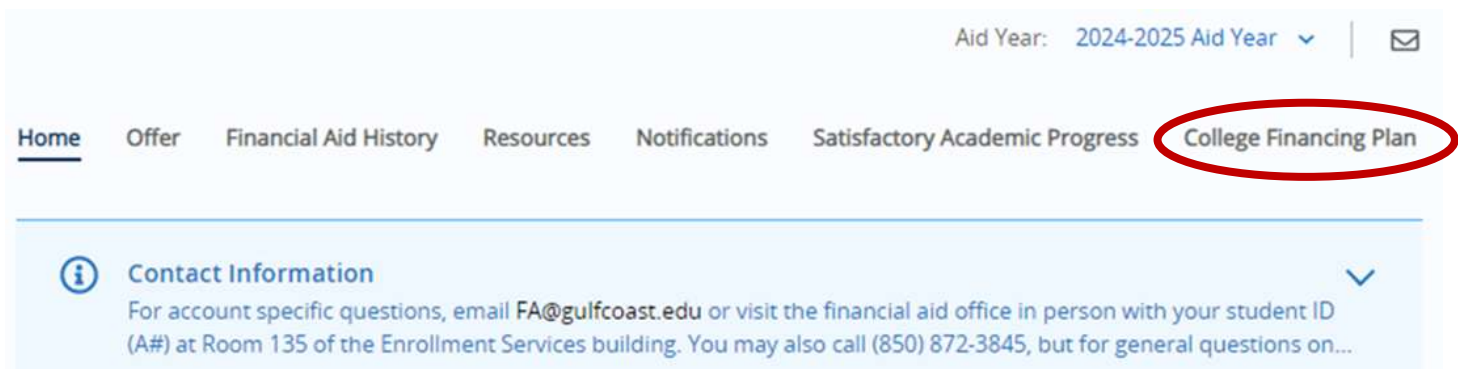 Aid Year: 2024-2025 Aid Year
Home Offer Financial Aid History Resources Notifications Satisfactory Academic Progress College Financing Plan
Contact Information
For account specific questions, email FA@gulfcoast.edu or visit the financial aid office in person with your student ID
(A#) at Room 135 of the Enrollment Services building. You may also call (850) 872-3845, but for general questions on...